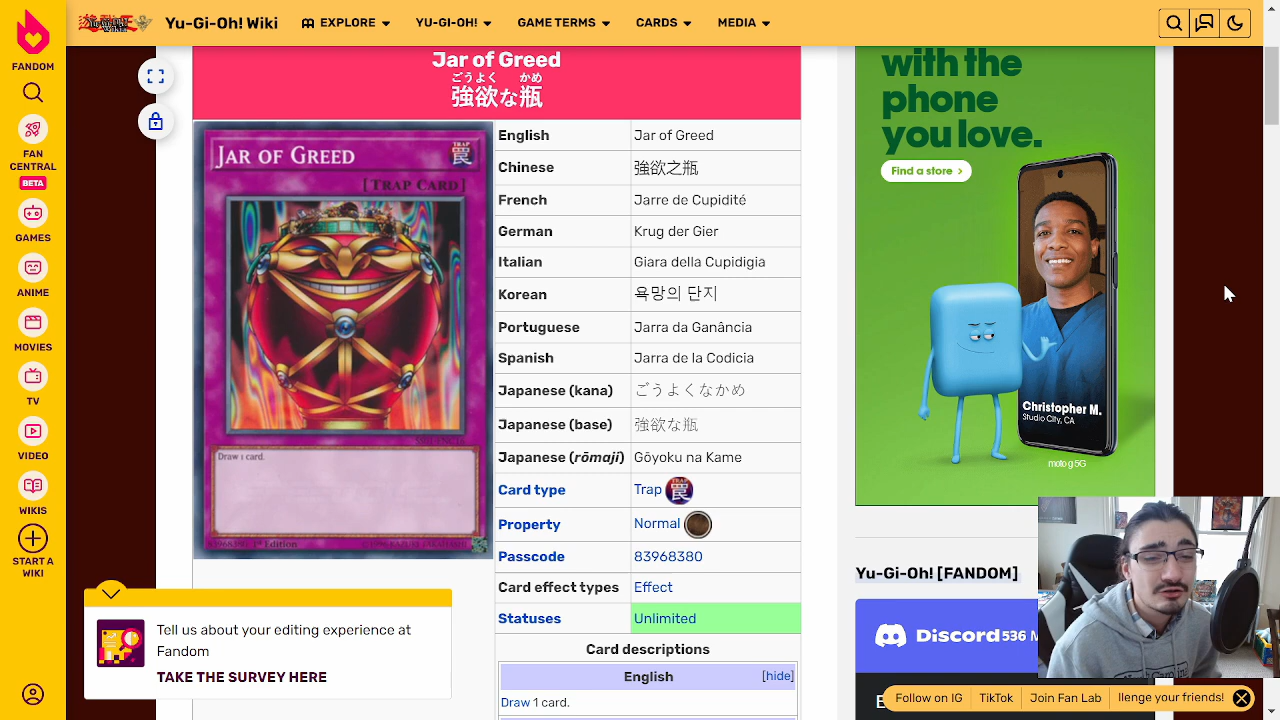 FANDOM
FAN CENTRAL
BETA
GAMES
ANIME
MOVIES
TV
VIDEO
WIKIS
START A WIKI
Yu-Gi-Oh! Wiki
EXPLORE
YU-GI-OH!
GAME TERMS
CARDS
MEDIA
Jar of Greed
ごうよく かめ
強欲な瓶
JAR OF GREED
TRAP
罠
[TRAP CARD]
Draw 1 card.
83968380
1st Edition
English Jar of Greed
Chinese 強欲之瓶
French Jarre de Cupidité
German Krug der Gier
Italian Giara della Cupidigia
Korean 욕망의 단지
Portuguese Jarra da Ganância
Spanish Jarra de la Codicia
Japanese (kana) ごうよくなかめ
Japanese (base) 強欲な瓶
Japanese (rōmaji) Gōyoku na Kame
Card type Trap 罠
Property Normal
Passcode 83968380
Card effect types Effect
Statuses Unlimited
Card descriptions
English [hide]
Draw 1 card.
Tell us about your editing experience at
Fandom
TAKE THE SURVEY HERE
with the
phone
you love.
Find a store >
Christopher M.
Studio City, CA
moto g 5G
Yu-Gi-Oh! [FANDOM]
Discord 536 M
Follow on IG
TikTok
Join Fan Lab
llenge your friends!